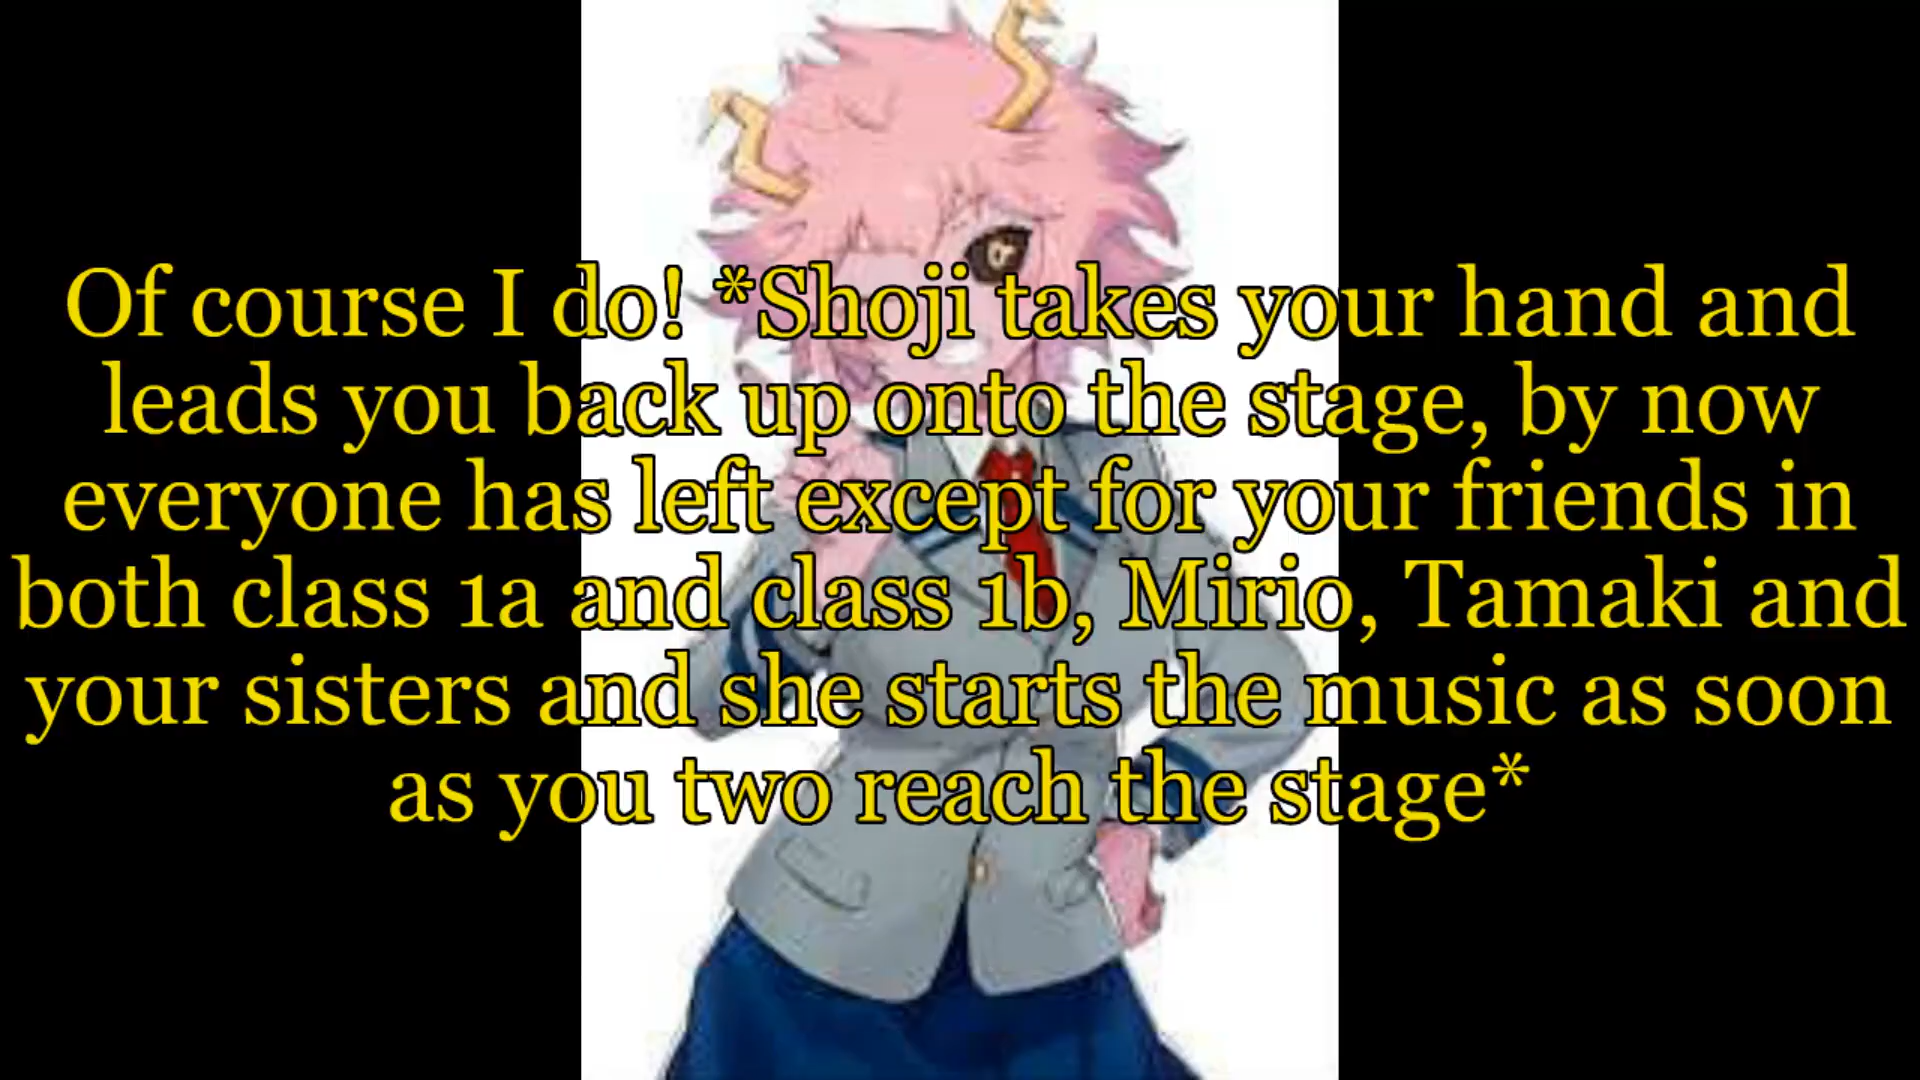 Of course I do! *Shoji takes your hand and
leads you back up onto the stage, by now
everyone has left except for your friends in
both class 1a and class 1b, Mirio, Tamaki and
your sisters and she starts the music as soon
as you two reach the stage*